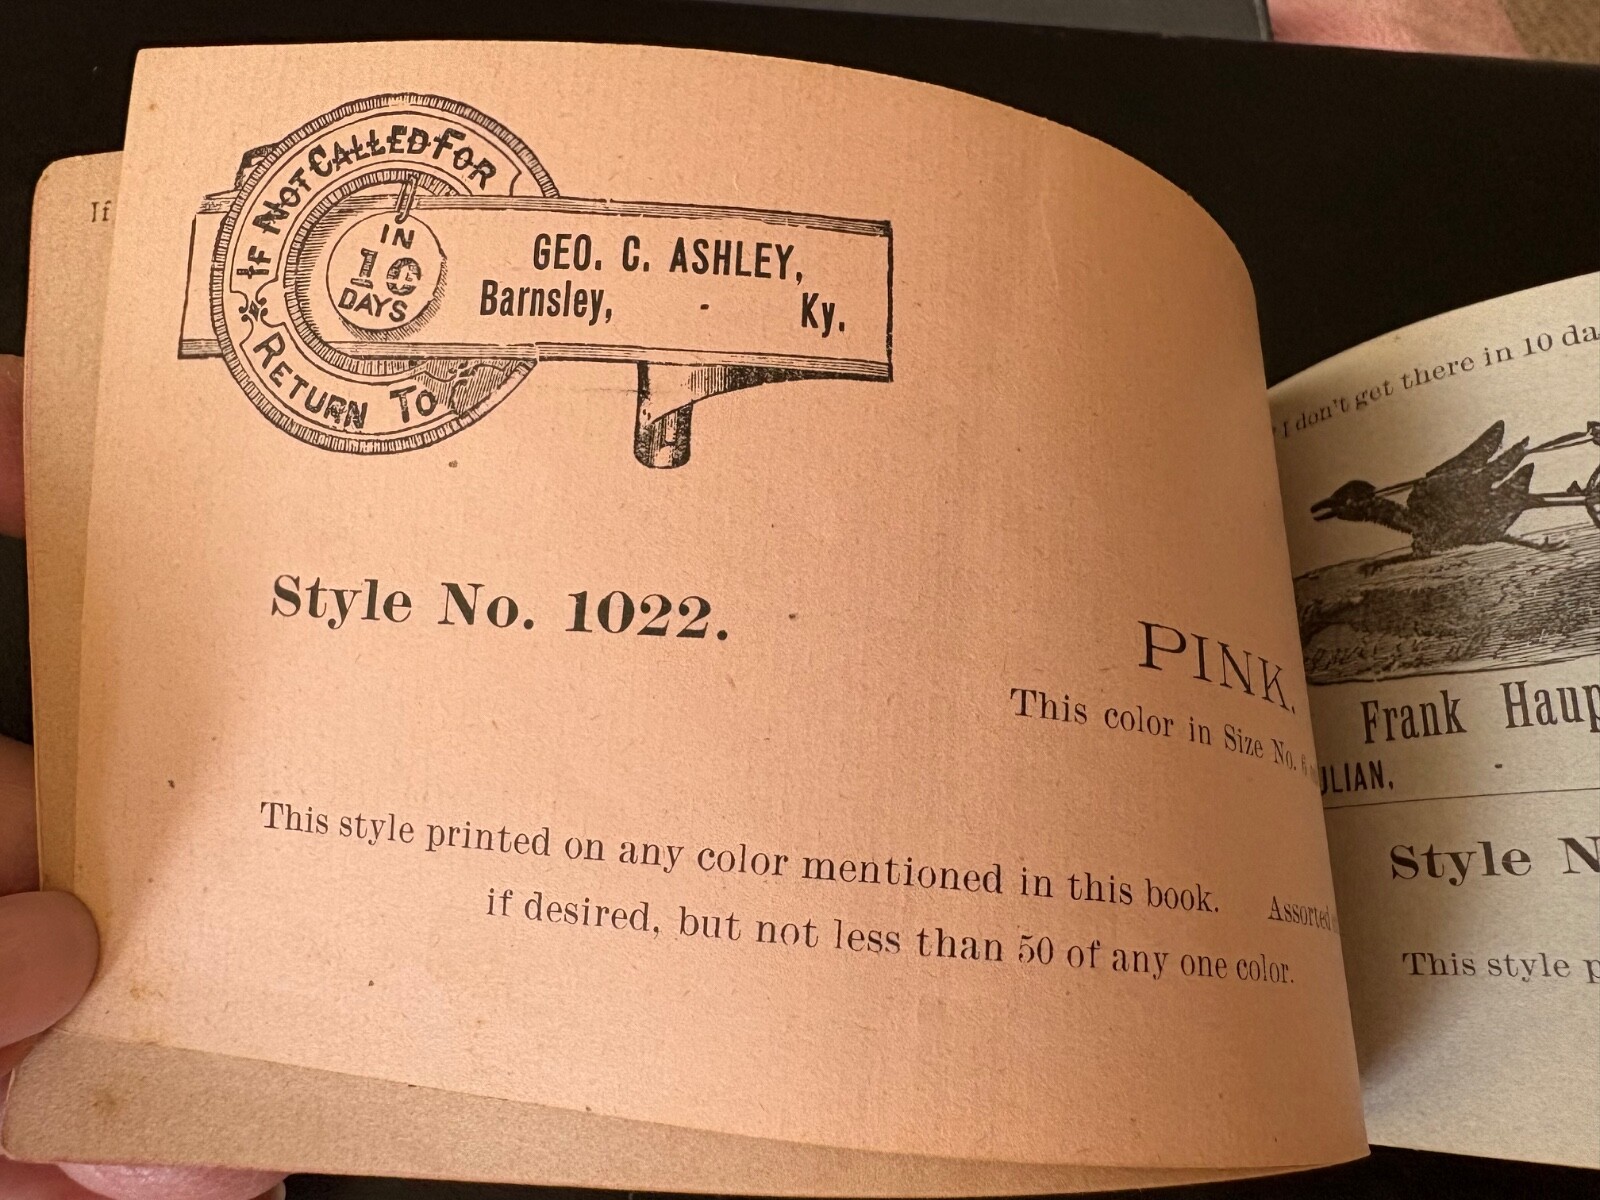 If
IF NOT CALLED FOR
IN
10
DAYS
RETURN TO
GEO. C. ASHLEY,
Barnsley, - Ky.
Style No. 1022.
PINK.
This color in Size No. 6
This style printed on any color mentioned in this book. Assorted
if desired, but not less than 50 of any one color.
I don't get there in 10 da
Frank Haup
ULIAN, -
Style N
This style p